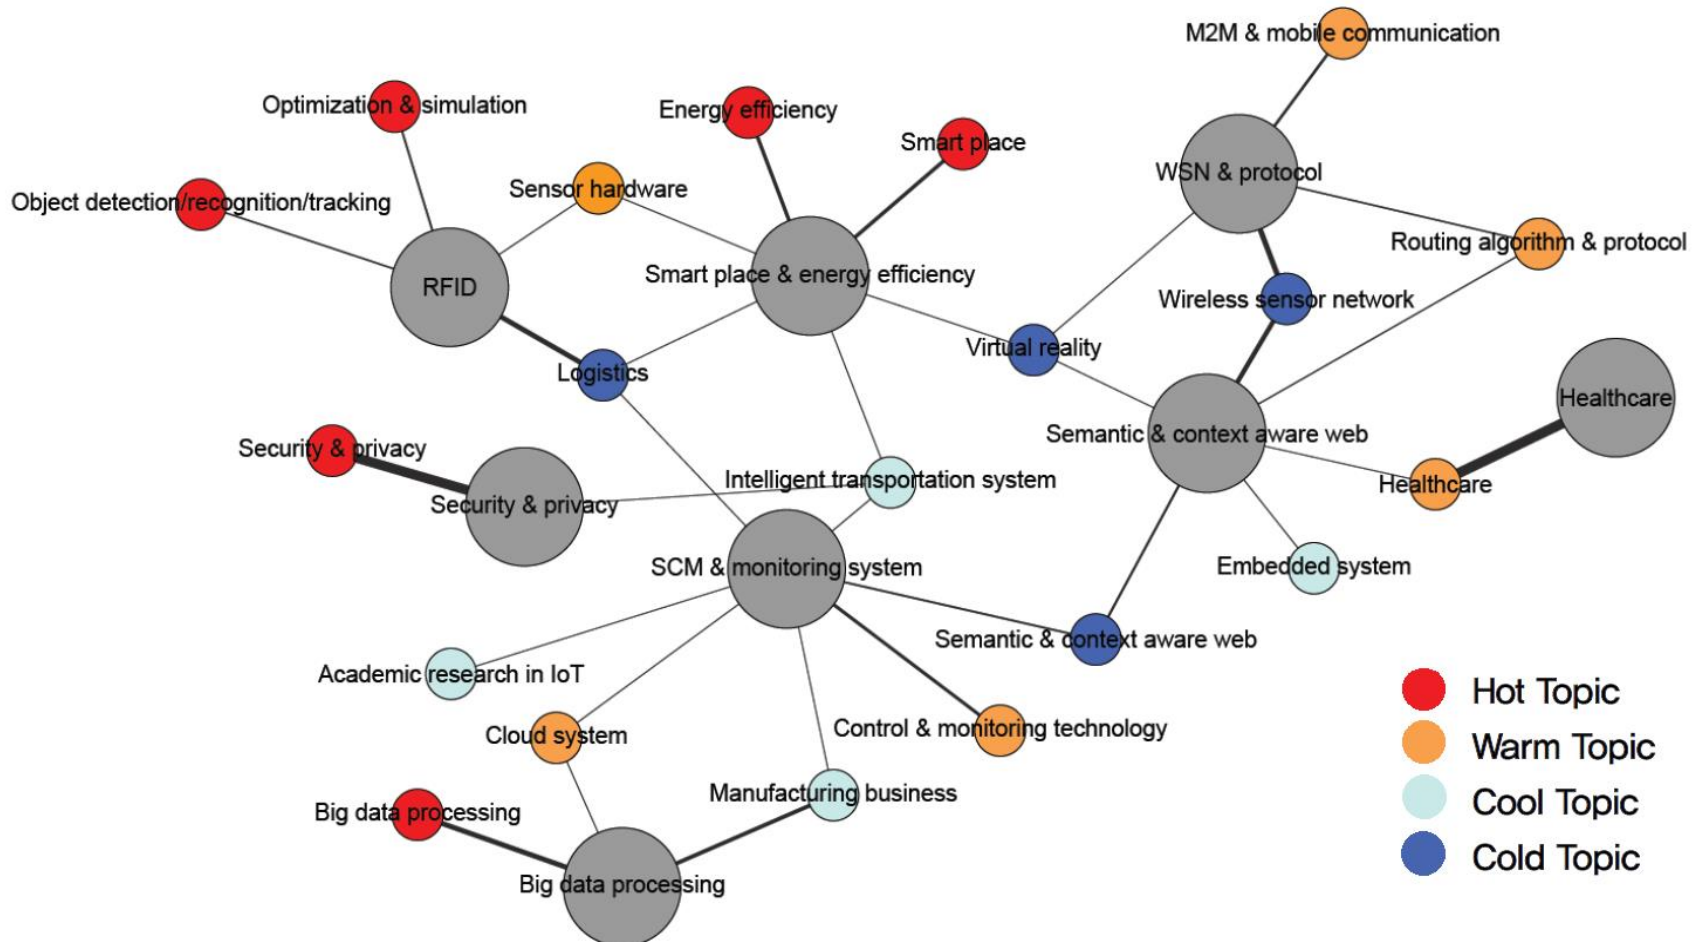 M2M & mobile communication
Optimization & simulation
Energy efficiency
Smart place
WSN & protocol
Sensor hardware
Object detection/recognition/tracking
Routing algorithm & protocol
Smart place & energy efficiency
RFID
Wireless sensor network
Virtual reality
Logistics
Healthcare
Semantic & context aware web
Security & privacy
Intelligent transportation system
Healthcare
Security & privacy
SCM & monitoring system
Embedded system
Semantic & context aware web
Academic research in IoT
Control & monitoring technology
Cloud system
Manufacturing business
Big data processing
Big data processing
Hot Topic
Warm Topic
Cool Topic
Cold Topic